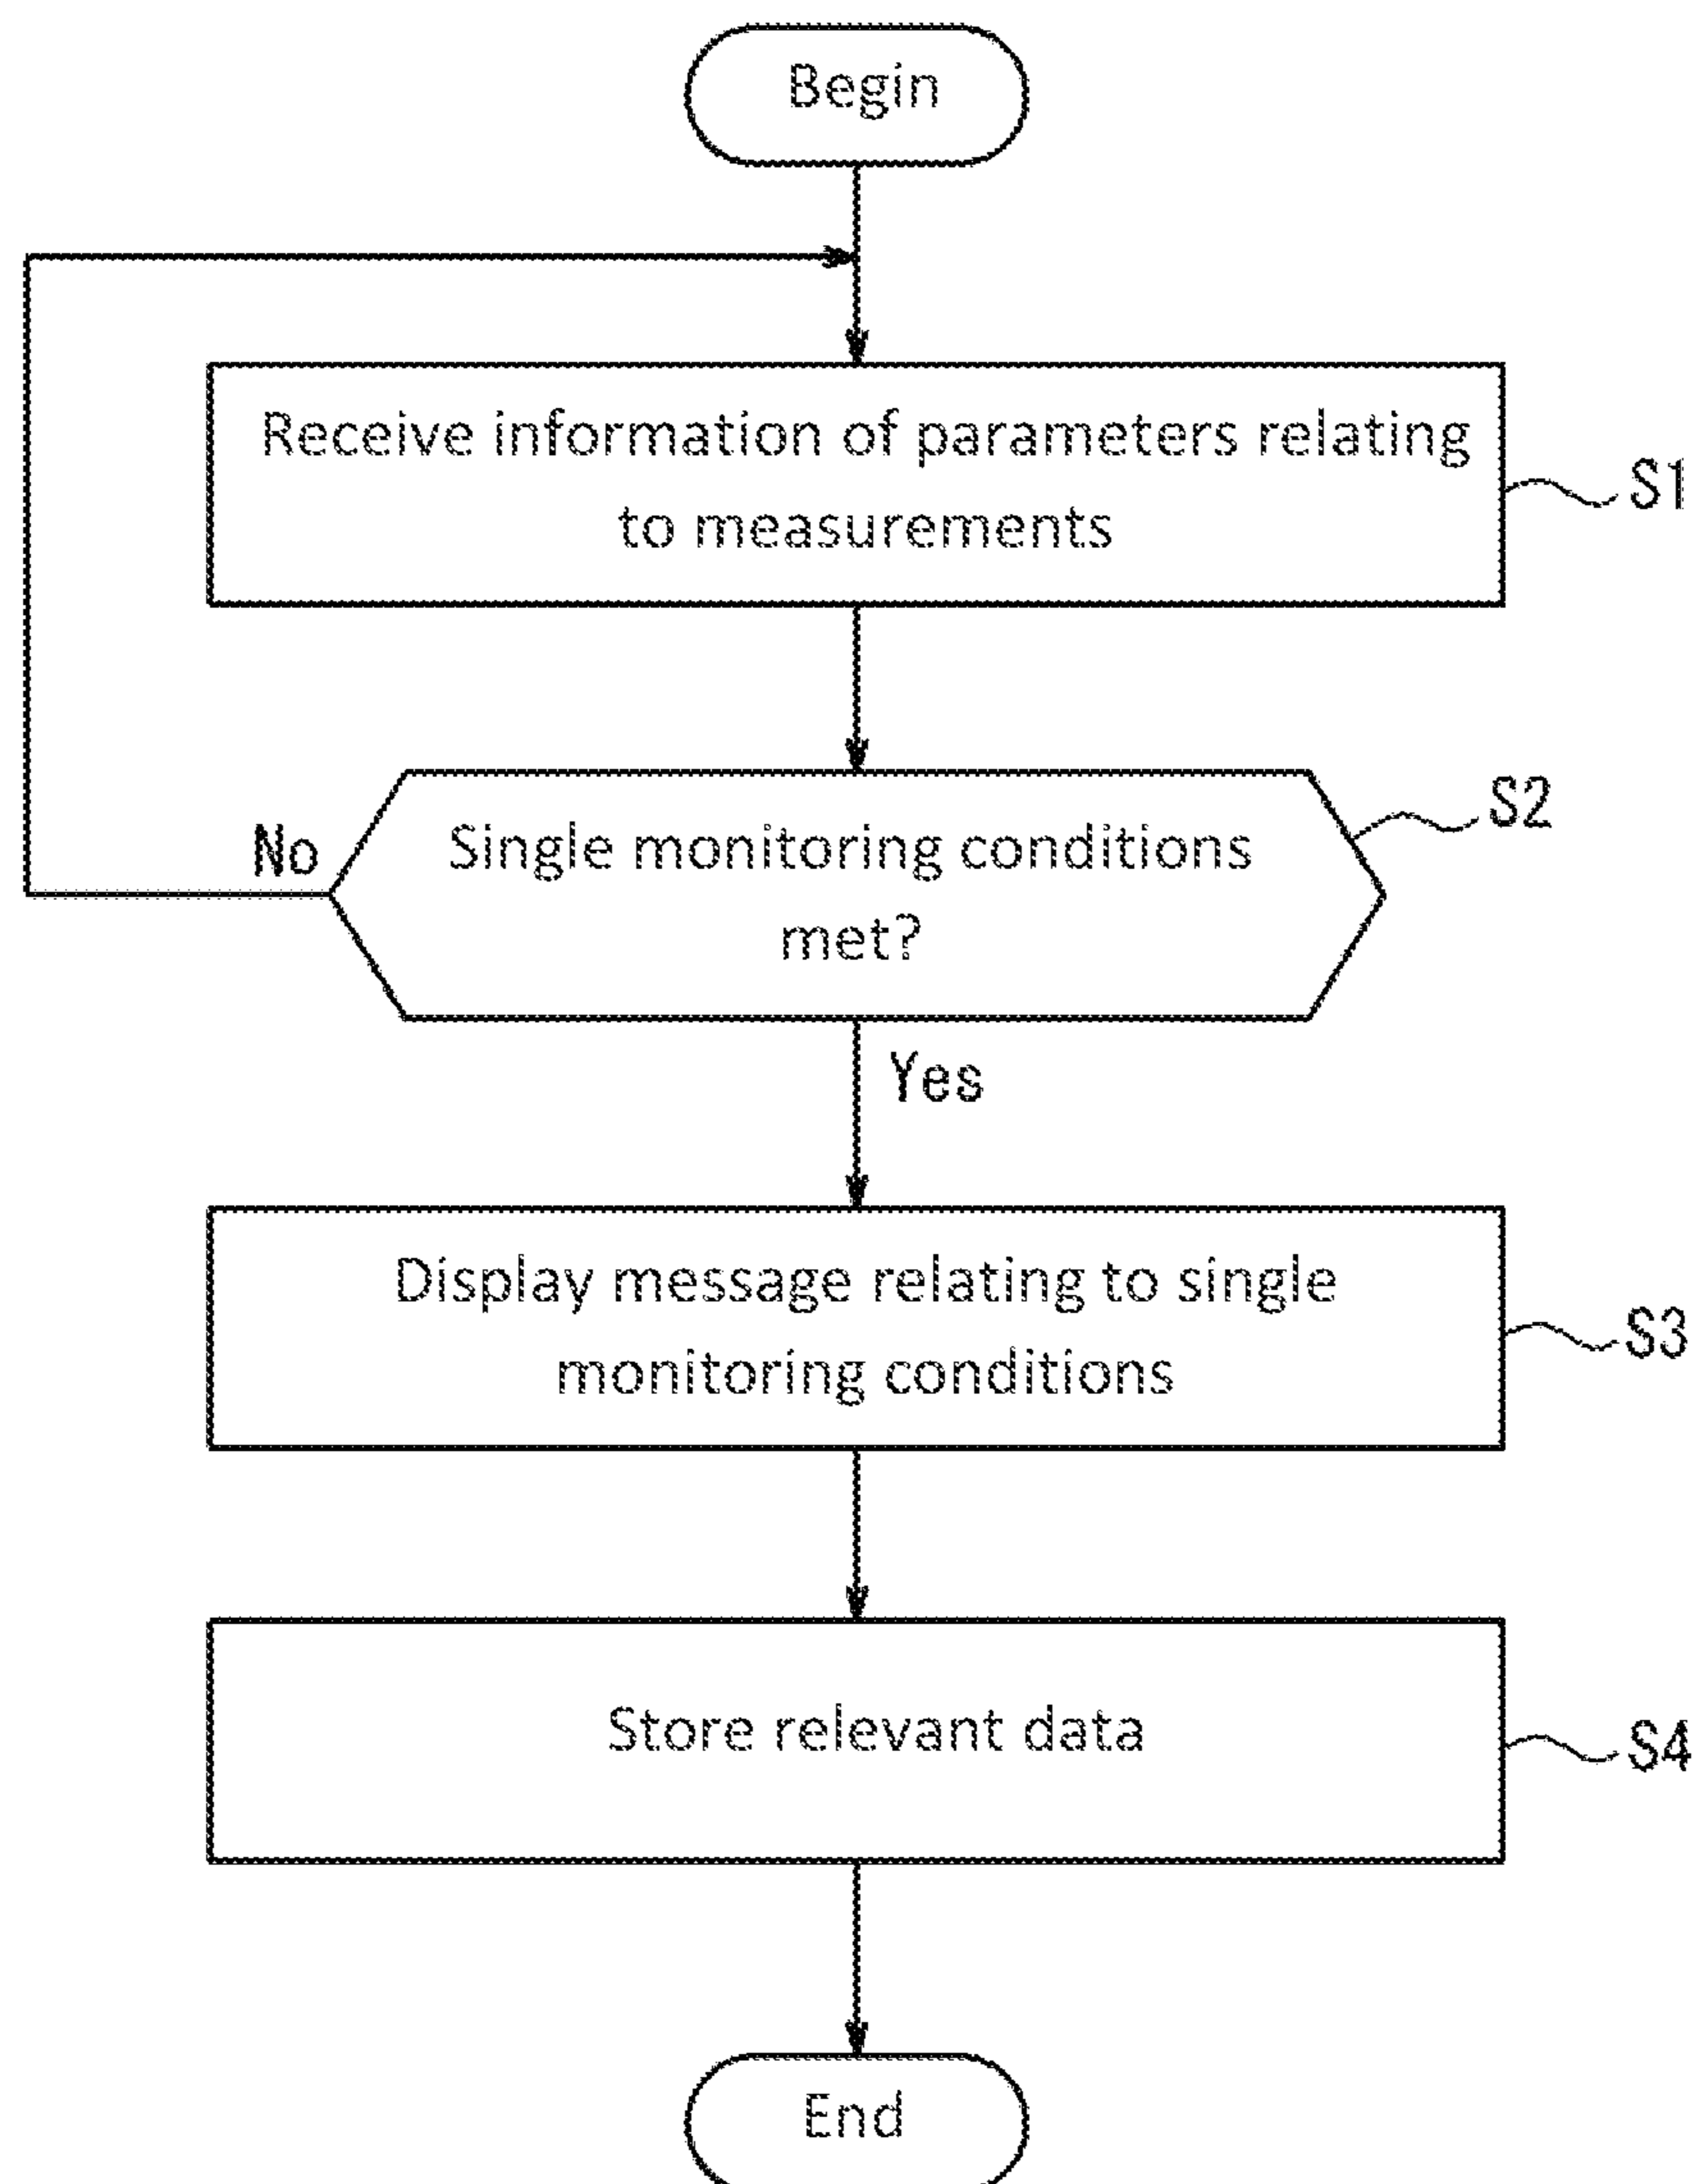 Begin
Receive information of parameters relating
to measurements
S1
Single monitoring conditions
met?
S2
No
Yes
Display message relating to single
monitoring conditions
S3
Store relevant data
S4
End